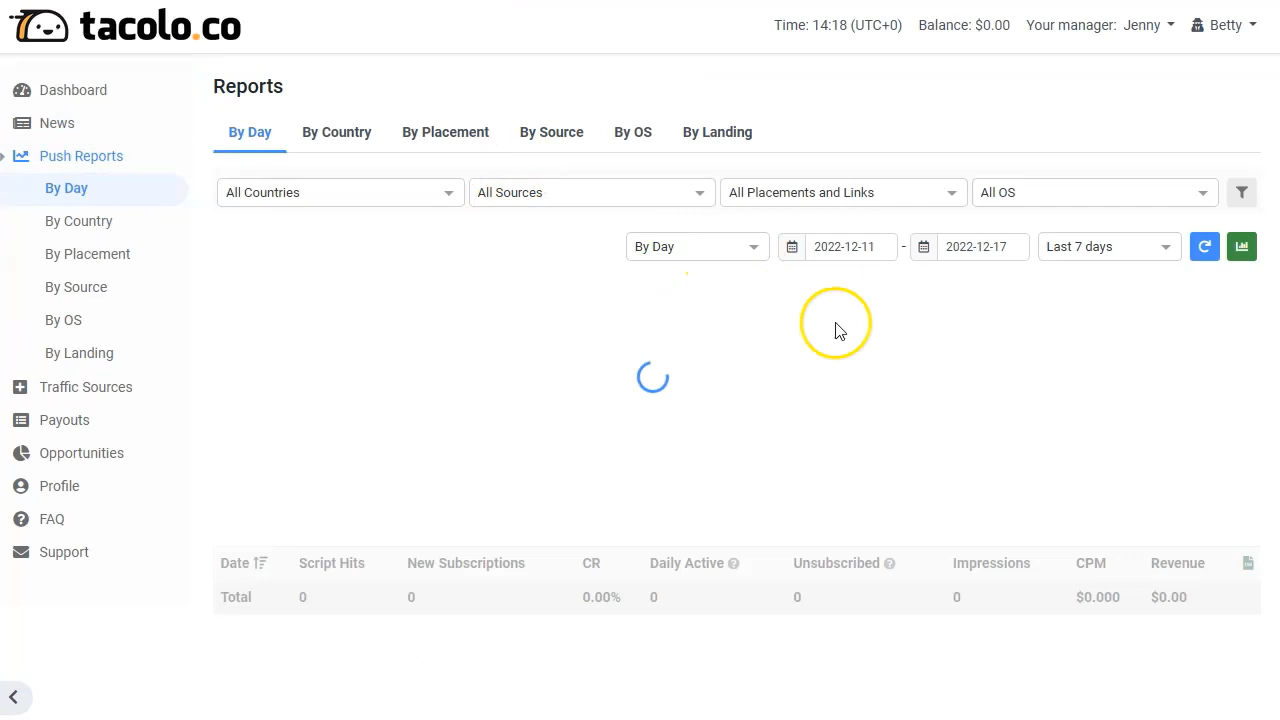 tacolo.co
Time: 14:18 (UTC+0) Balance: $0.00 Your manager: Jenny Betty
Dashboard
News
Push Reports
By Day
By Country
By Placement
By Source
By OS
By Landing
Traffic Sources
Payouts
Opportunities
Profile
FAQ
Support
Reports
By Day By Country By Placement By Source By OS By Landing
All Countries All Sources All Placements and Links All OS
By Day 2022-12-11 - 2022-12-17 Last 7 days
Date Script Hits New Subscriptions CR Daily Active Unsubscribed Impressions CPM Revenue
Total 0 0 0.00% 0 0 0 $0.000 $0.00